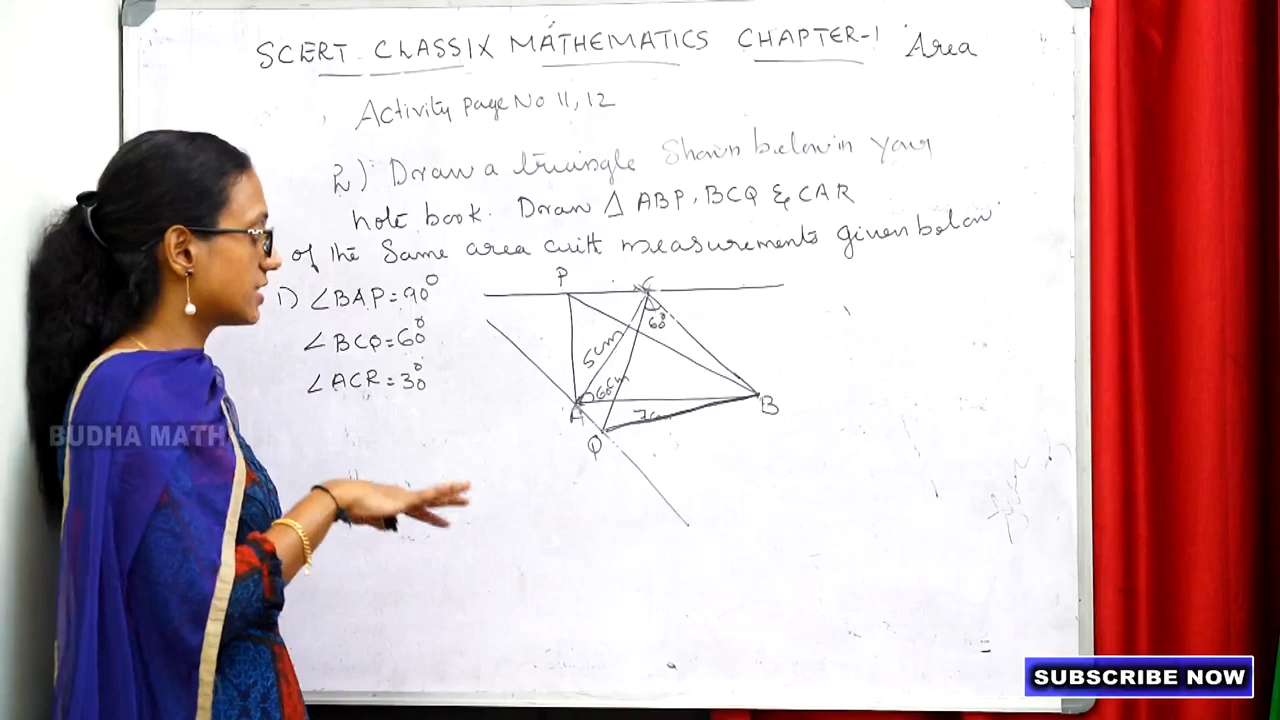 SCERT CLASS IX MATHEMATICS CHAPTER-1 Area
Activity page No 11, 12
2) Draw a triangle shown below in your
note book. Draw △ ABP, BCQ & CAR
of the same area with measurements given below
1) ∠BAP = 90°
∠BCQ = 60°
∠ACR = 30°
P
C
60°
5cm
60°
A
B
Q
BUDHA MATH
SUBSCRIBE NOW